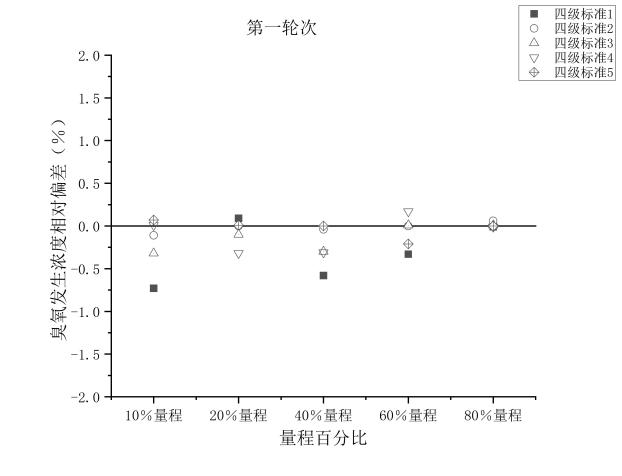 第一轮次
四级标准1
四级标准2
四级标准3
四级标准4
四级标准5
臭氧发生浓度相对偏差（%）
2.0
1.5
1.0
0.5
0.0
-0.5
-1.0
-1.5
-2.0
10%量程 20%量程 40%量程 60%量程 80%量程
量程百分比